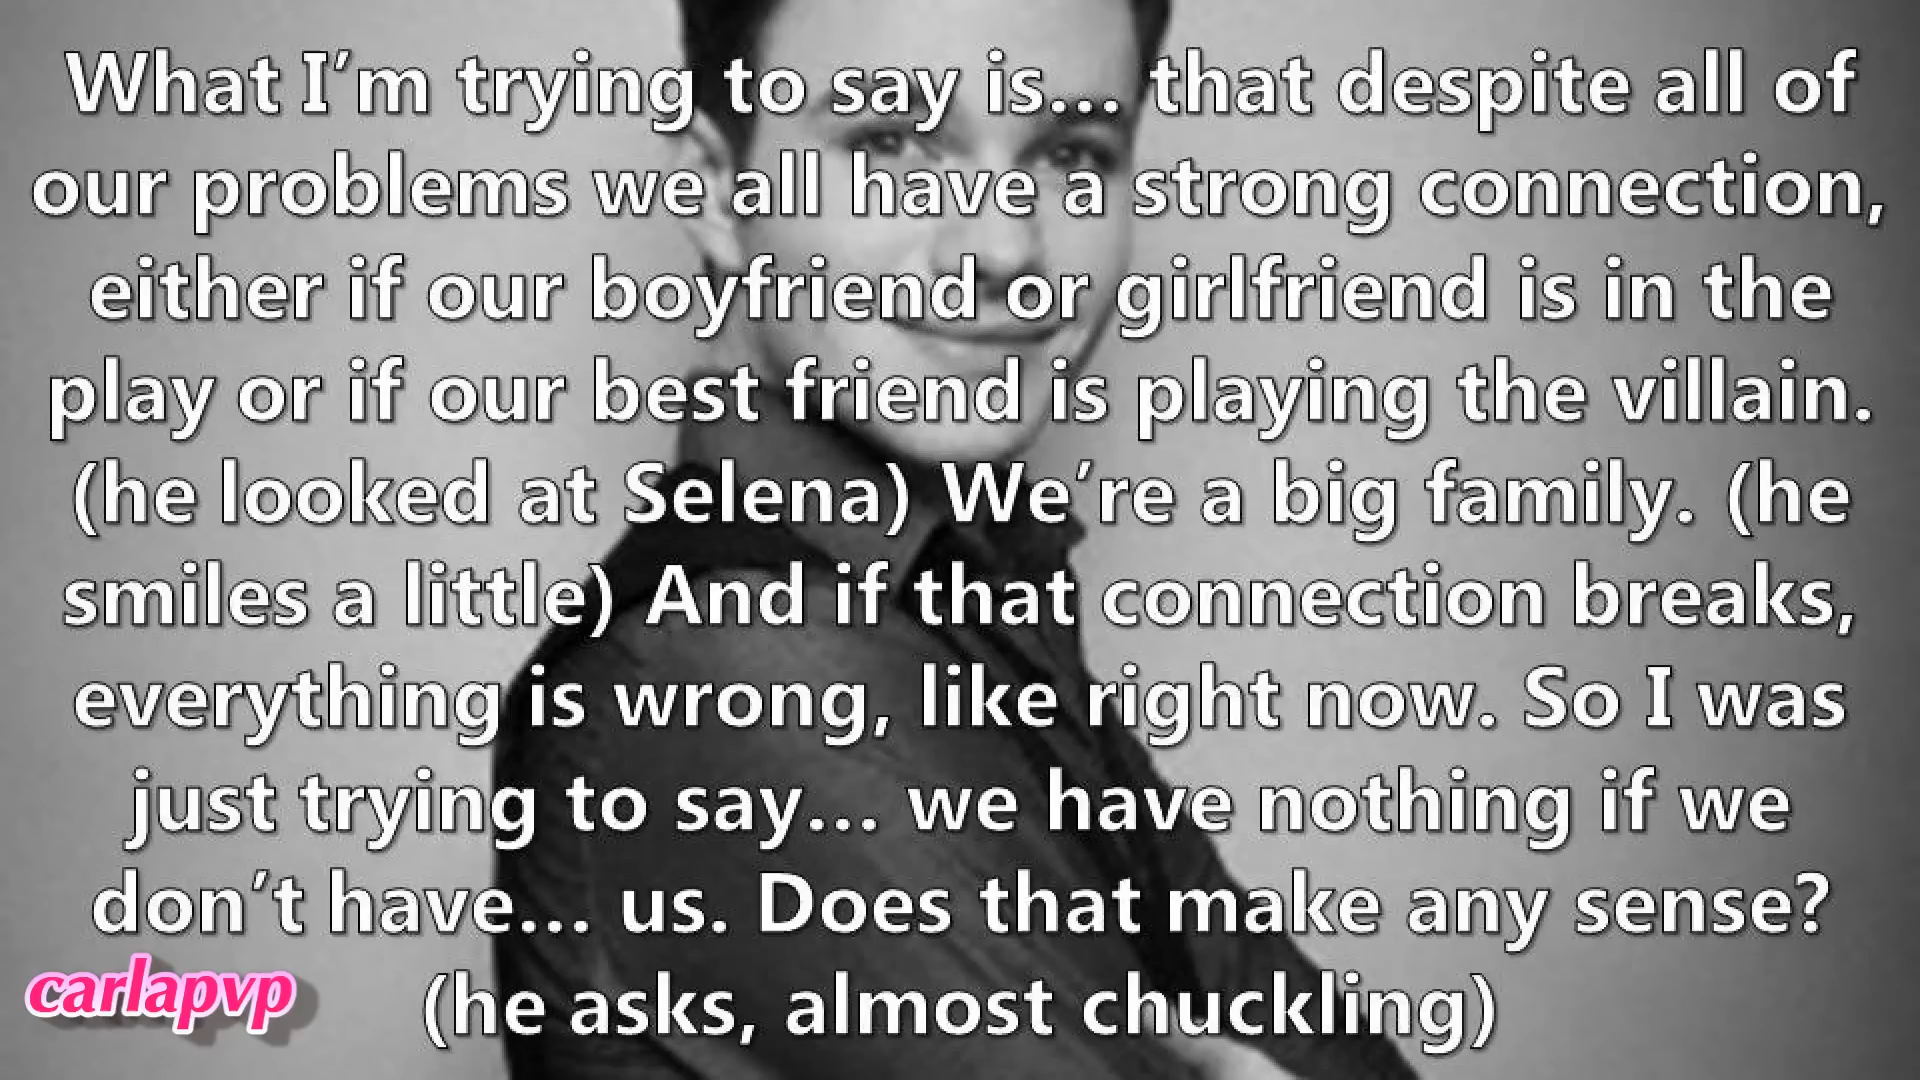 What I’m trying to say is... that despite all of
our problems we all have a strong connection,
either if our boyfriend or girlfriend is in the
play or if our best friend is playing the villain.
(he looked at Selena) We’re a big family. (he
smiles a little) And if that connection breaks,
everything is wrong, like right now. So I was
just trying to say... we have nothing if we
don’t have... us. Does that make any sense?
(he asks, almost chuckling)
carlapvp